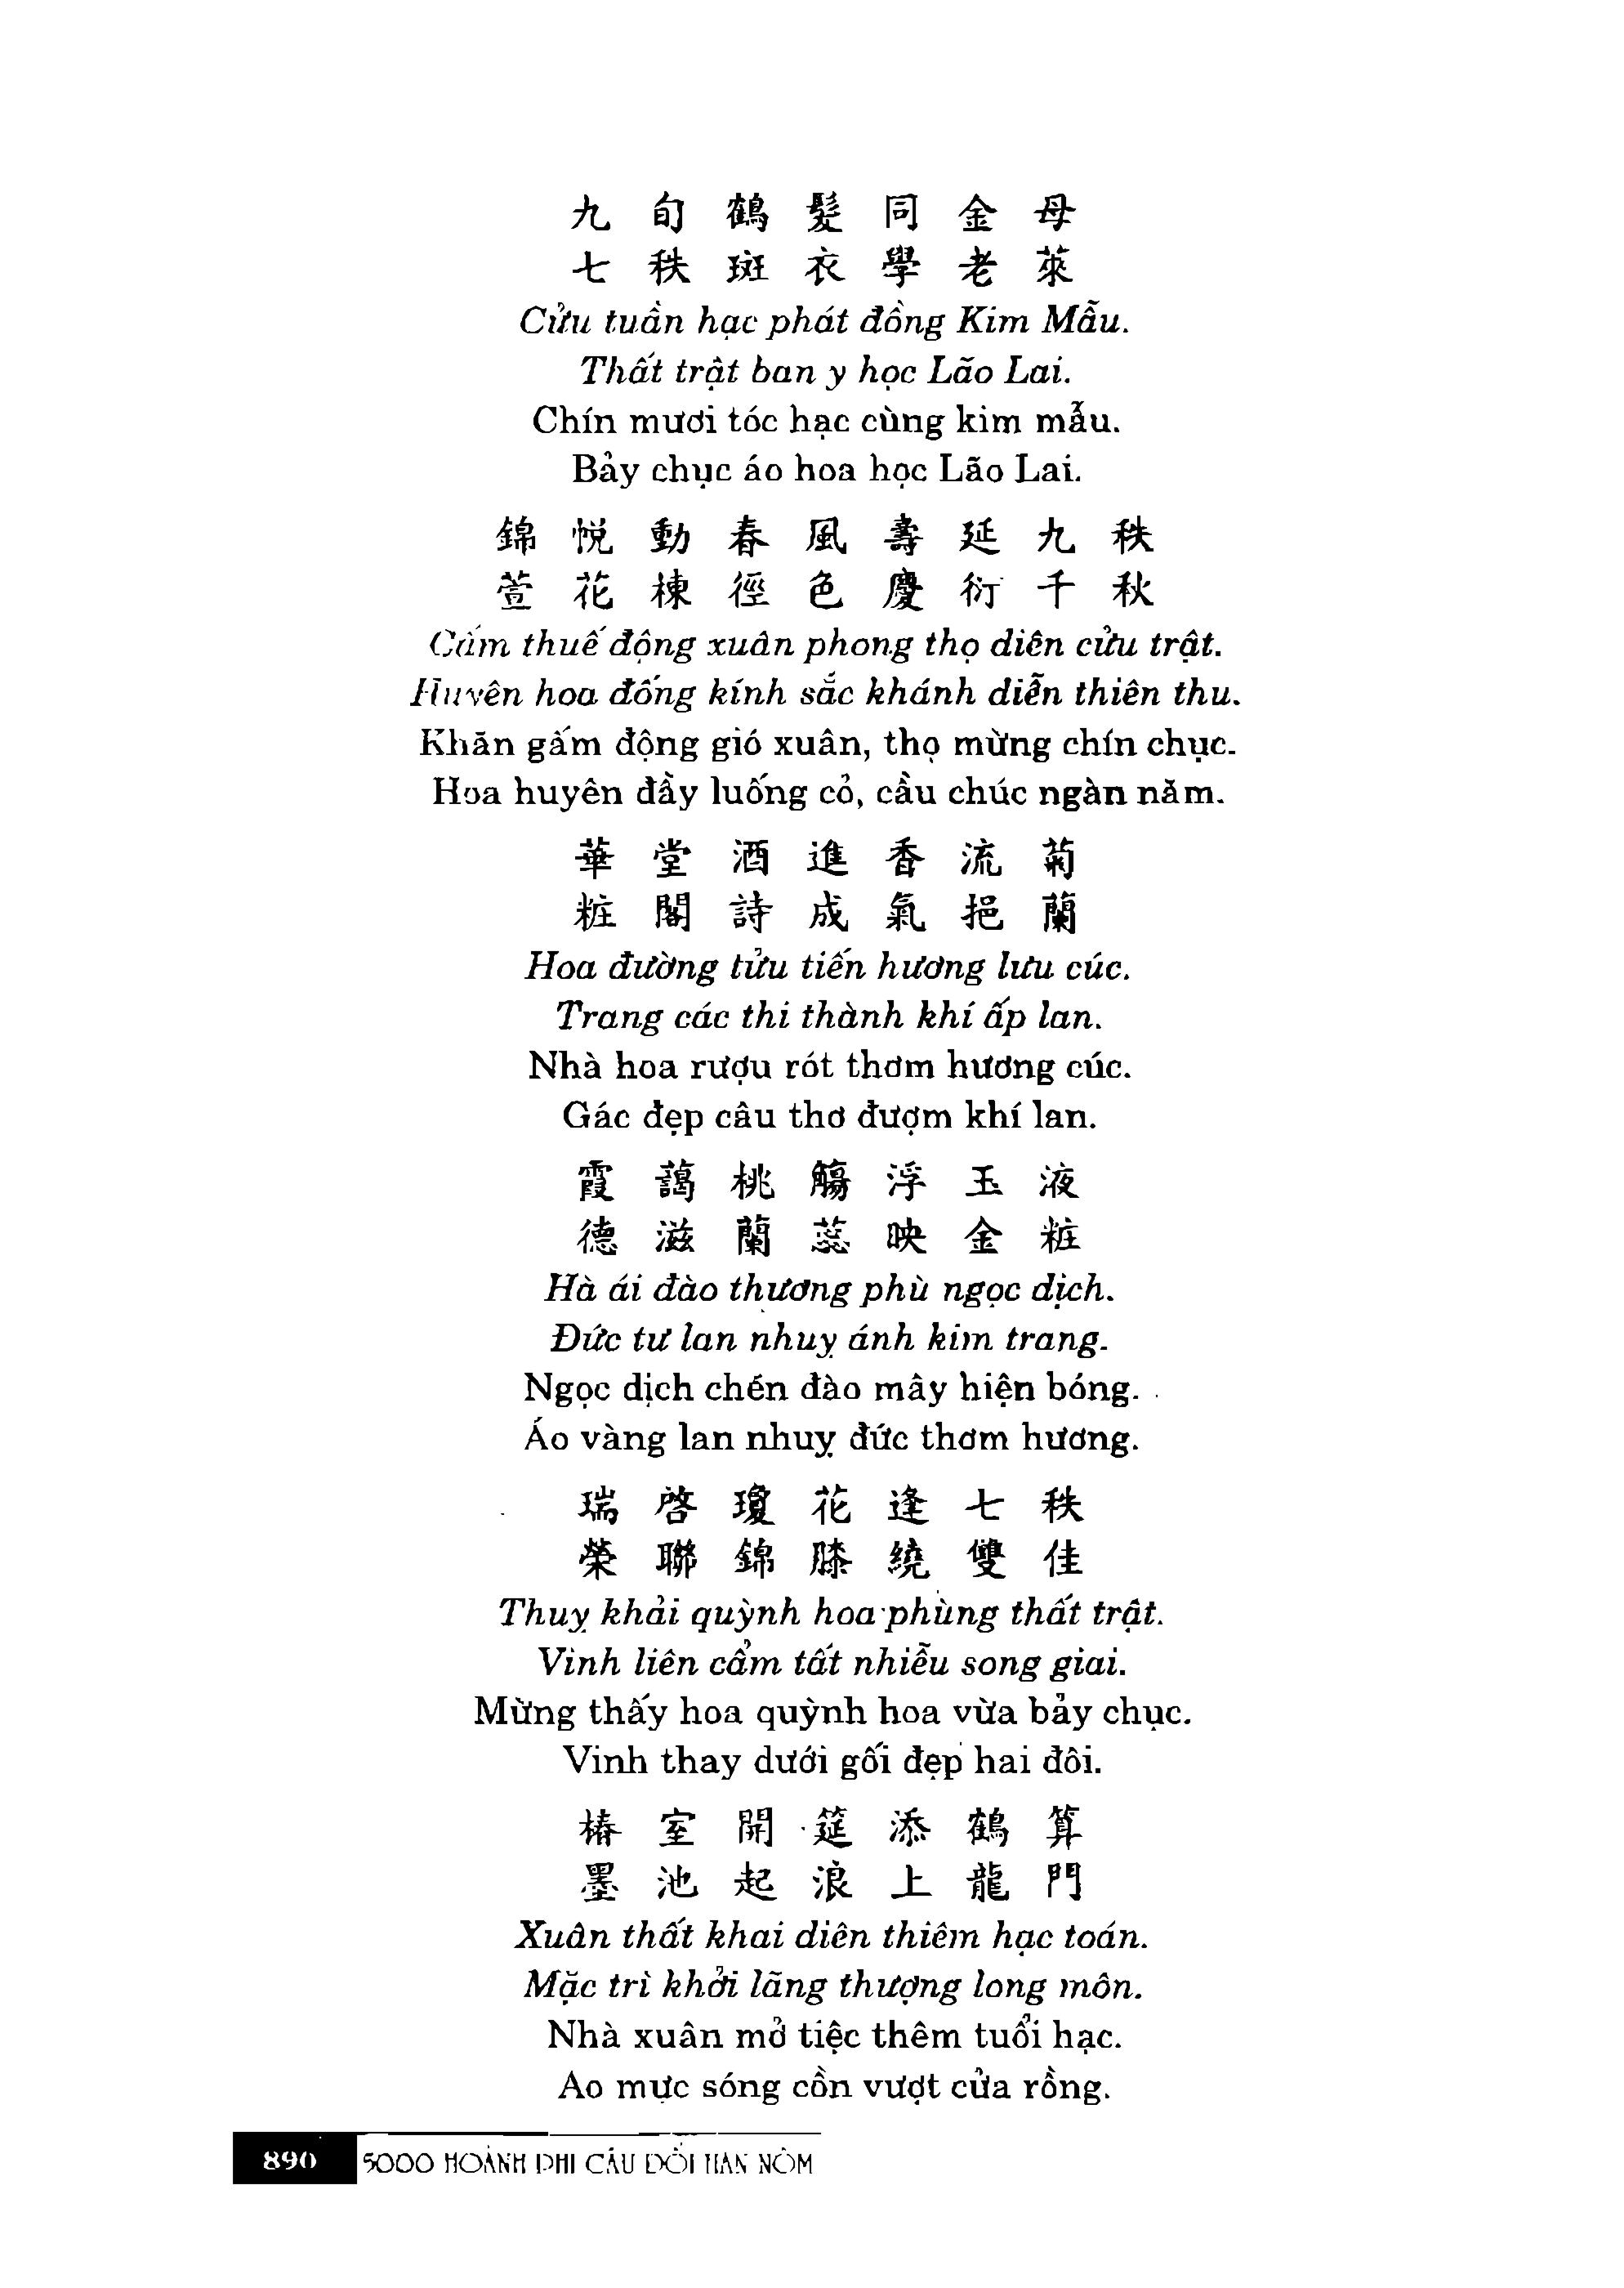 九旬鶴髮同金母
七秩斑衣學老萊
Cửu tuần hạc phát đồng Kim Mẫu.
Thất trật ban y học Lão Lai.
Chín mươi tóc hạc cùng kim mẫu.
Bảy chục áo hoa học Lão Lai.
錦悅動春風壽延九秩
萱花棟徑色慶衍千秋
Cẩm thuế động xuân phong thọ diên cửu trật.
Huyên hoa đống kính sắc khánh diễn thiên thu.
Khăn gấm động gió xuân, thọ mừng chín chục.
Hoa huyên đầy luống cỏ, cầu chúc ngàn năm.
華堂酒進香流菊
粧閣詩成氣挹蘭
Hoa đường tửu tiến hương lưu cúc.
Trang các thi thành khí ấp lan.
Nhà hoa rượu rót thơm hương cúc.
Gác đẹp câu thơ đượm khí lan.
霞藹桃觴浮玉液
德滋蘭蕊映金粧
Hà ái đào thương phù ngọc dịch.
Đức tư lan nhuỵ ánh kim trang.
Ngọc dịch chén đào mây hiện bóng.
Áo vàng lan nhuỵ đức thơm hương.
瑞啓瓊花逢七秩
榮聯錦膝繞雙佳
Thuỵ khải quỳnh hoa phùng thất trật.
Vinh liên cẩm tất nhiễu song giai.
Mừng thấy hoa quỳnh hoa vừa bảy chục.
Vinh thay dưới gối đẹp hai đôi.
椿室開筵添鶴算
墨池起浪上龍門
Xuân thất khai diên thiêm hạc toán.
Mặc trì khởi lãng thượng long môn.
Nhà xuân mở tiệc thêm tuổi hạc.
Ao mực sóng cồn vượt cửa rồng.
890 5000 HOÀNH PHI CÂU ĐỐI HÁN NÔM